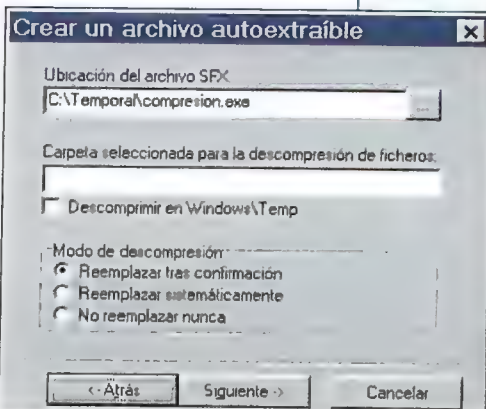 Crear un archivo autoextraíble
Ubicación del archivo SFX
C:\Temporal\compresion.exe
...
Carpeta seleccionada para la descompresión de ficheros:
Descomprimir en Windows\Temp
Modo de descompresión
Reemplazar tras confirmación
Reemplazar sistemáticamente
No reemplazar nunca
<- Atrás
Siguiente ->
Cancelar